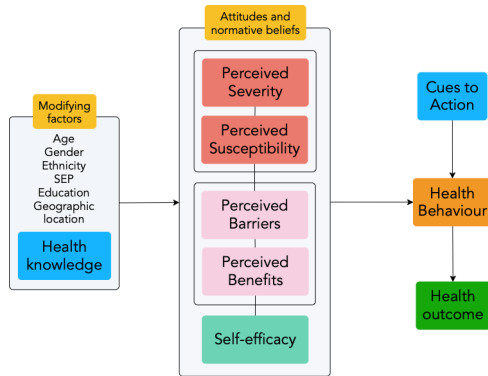 Modifying
factors
Age
Gender
Ethnicity
SEP
Education
Geographic
location
Health
knowledge
Attitudes and
normative beliefs
Perceived
Severity
Perceived
Susceptibility
Perceived
Barriers
Perceived
Benefits
Self-efficacy
Cues to
Action
Health
Behaviour
Health
outcome